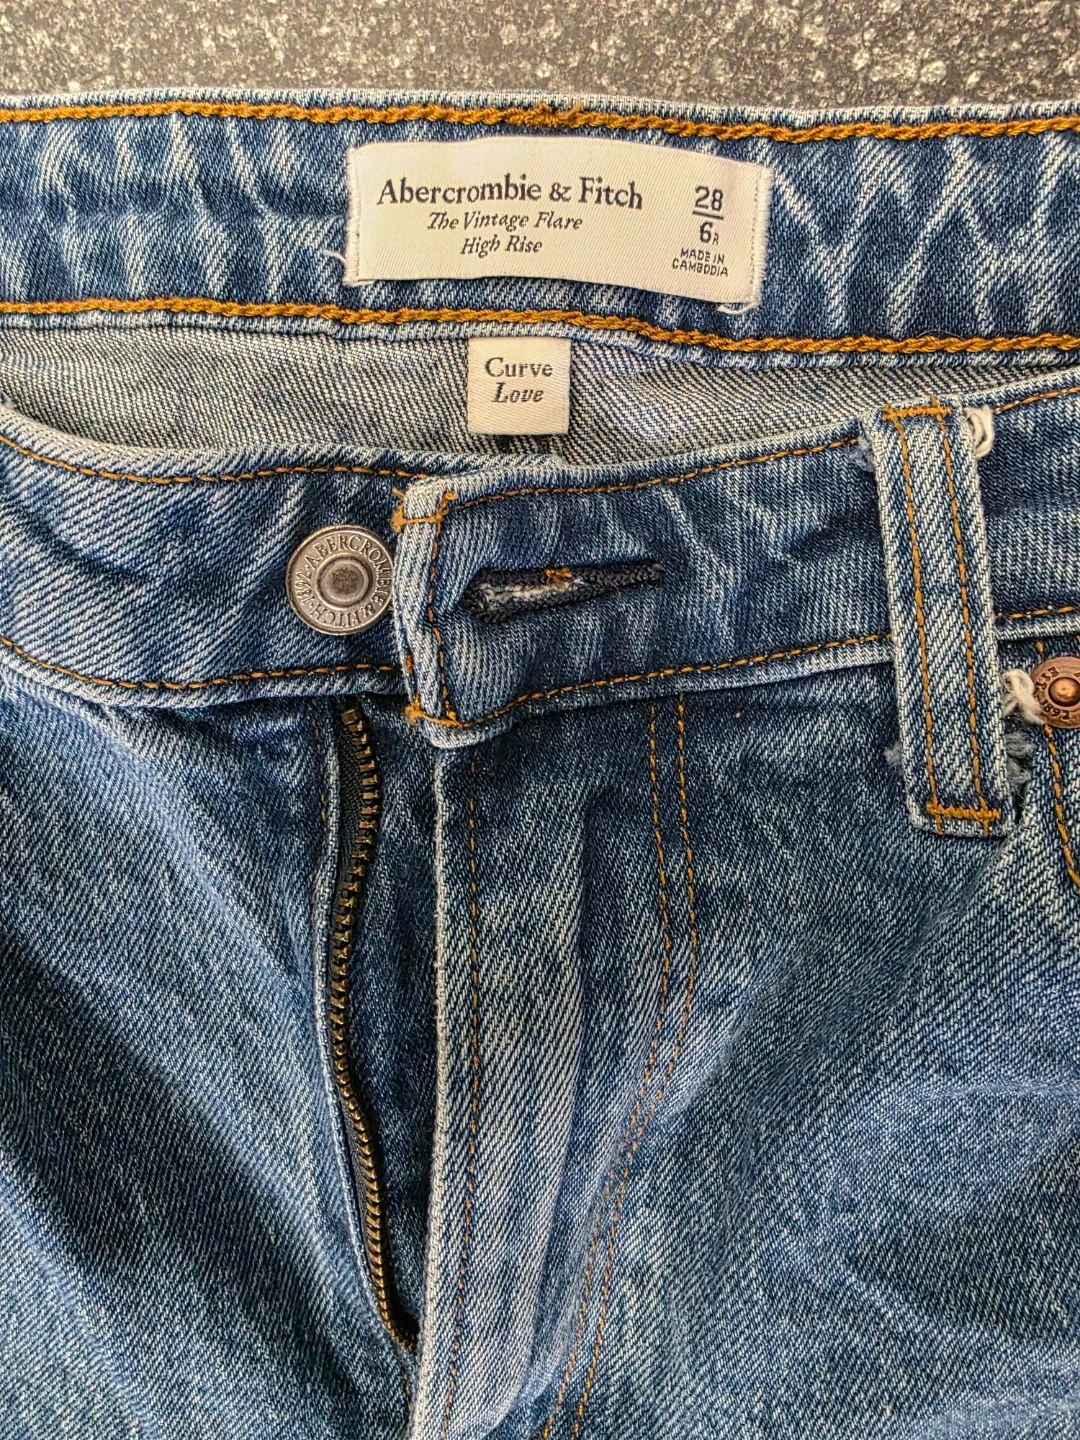 Abercrombie & Fitch
The Vintage Flare
High Rise
28
6R
MADE IN
CAMBODIA
Curve
Love
ABERCROMBIE & FITCH